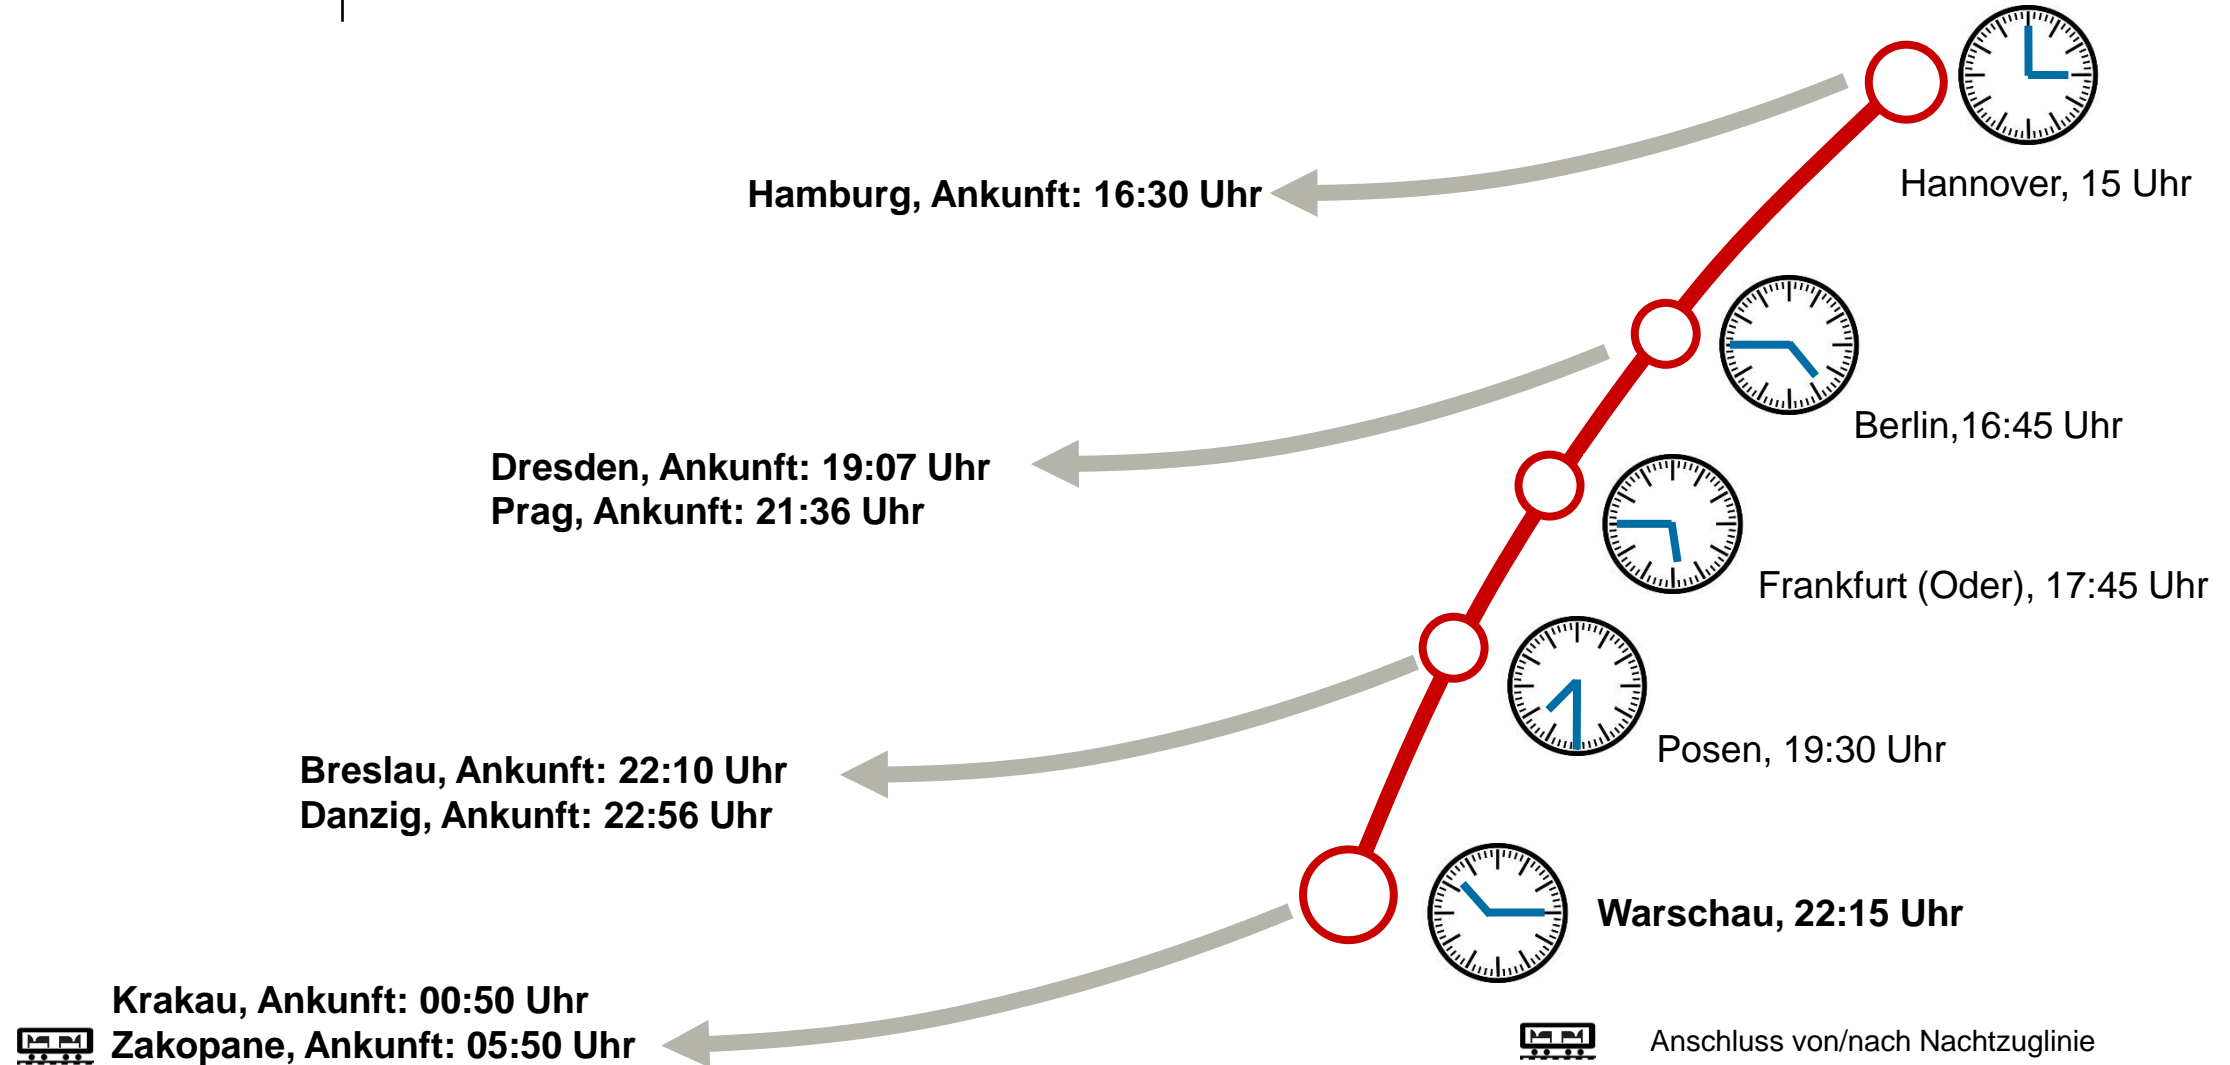 Hannover, 15 Uhr
Hamburg, Ankunft: 16:30 Uhr
Berlin,16:45 Uhr
Dresden, Ankunft: 19:07 Uhr
Prag, Ankunft: 21:36 Uhr
Frankfurt (Oder), 17:45 Uhr
Posen, 19:30 Uhr
Breslau, Ankunft: 22:10 Uhr
Danzig, Ankunft: 22:56 Uhr
Warschau, 22:15 Uhr
Krakau, Ankunft: 00:50 Uhr
Zakopane, Ankunft: 05:50 Uhr
Anschluss von/nach Nachtzuglinie